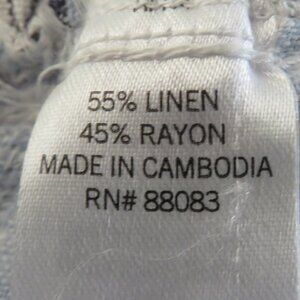 55% LINEN
45% RAYON
MADE IN CAMBODIA
RN# 88083